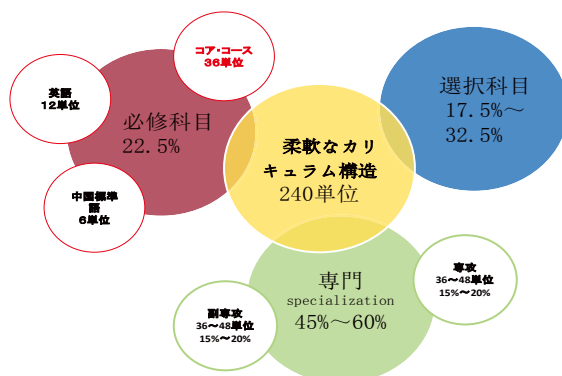 コア・コース
36単位
英語
12単位
必修科目
22.5%
中国標準
語
6単位
柔軟なカリ
キュラム構造
240単位
選択科目
17.5%～
32.5%
専門
specialization
45%～60%
専攻
36～48単位
15%～20%
副専攻
36～48単位
15%～20%